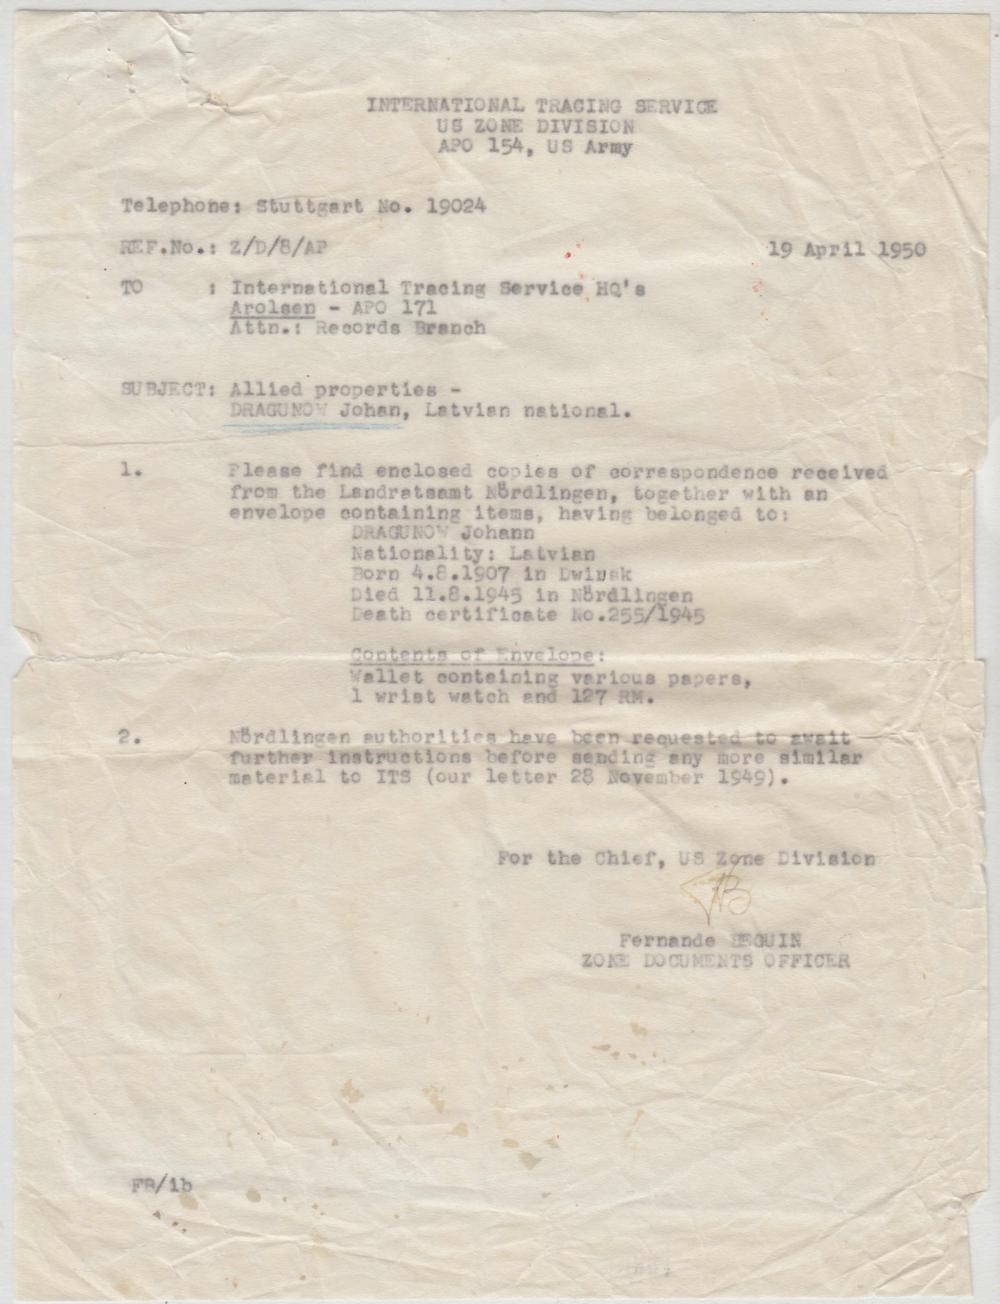 INTERNATIONAL TRACING SERVICE
US ZONE DIVISION
APO 154, US Army
Telephone: Stuttgart No. 19024
REF.No.: Z/D/8/AP 19 April 1950
TO : International Tracing Service HQ's
Arolsen - APO 171
Attn.: Records Branch
SUBJECT: Allied properties -
DRAGUNOW Johan, Latvian national.
1. Please find enclosed copies of correspondence received
from the Landratsamt Nördlingen, together with an
envelope containing items, having belonged to:
DRAGUNOW Johann
Nationality: Latvian
Born 4.8.1907 in Dwinsk
Died 11.8.1945 in Nördlingen
Death certificate No.255/1945
Contents of Envelope:
Wallet containing various papers,
1 wrist watch and 127 RM.
2. Nördlingen authorities have been requested to await
further instructions before sending any more similar
material to ITS (our letter 28 November 1949).
For the Chief, US Zone Division
FB
Fernande BEGUIN
ZONE DOCUMENTS OFFICER
FB/ib